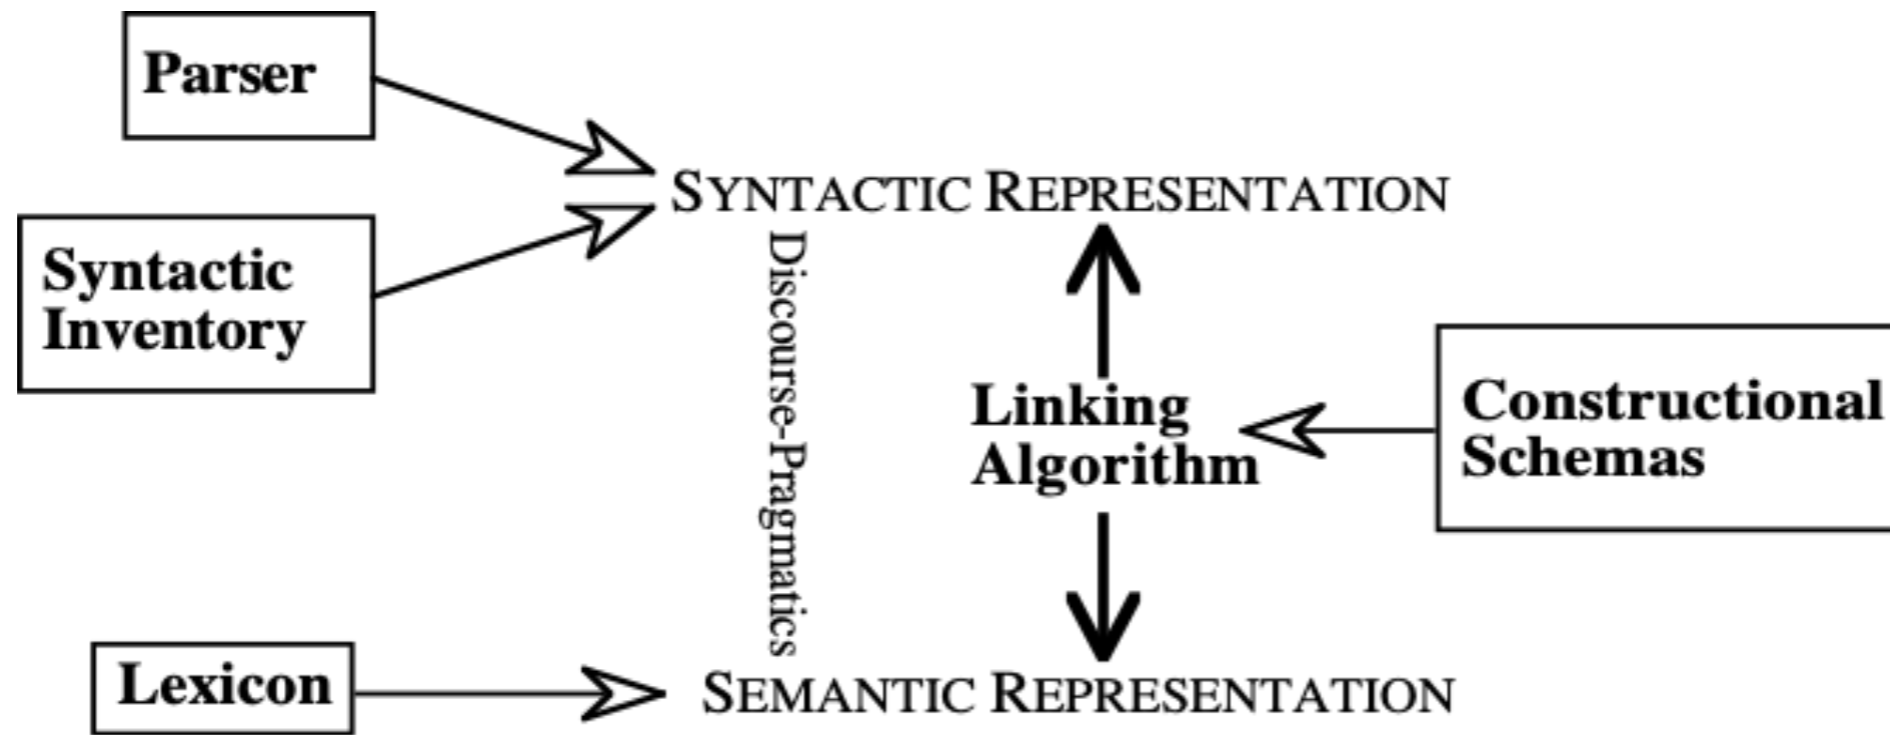 Parser
SYNTACTIC REPRESENTATION
Syntactic
Inventory
Discourse-Pragmatics
Linking
Algorithm
Constructional
Schemas
Lexicon
SEMANTIC REPRESENTATION